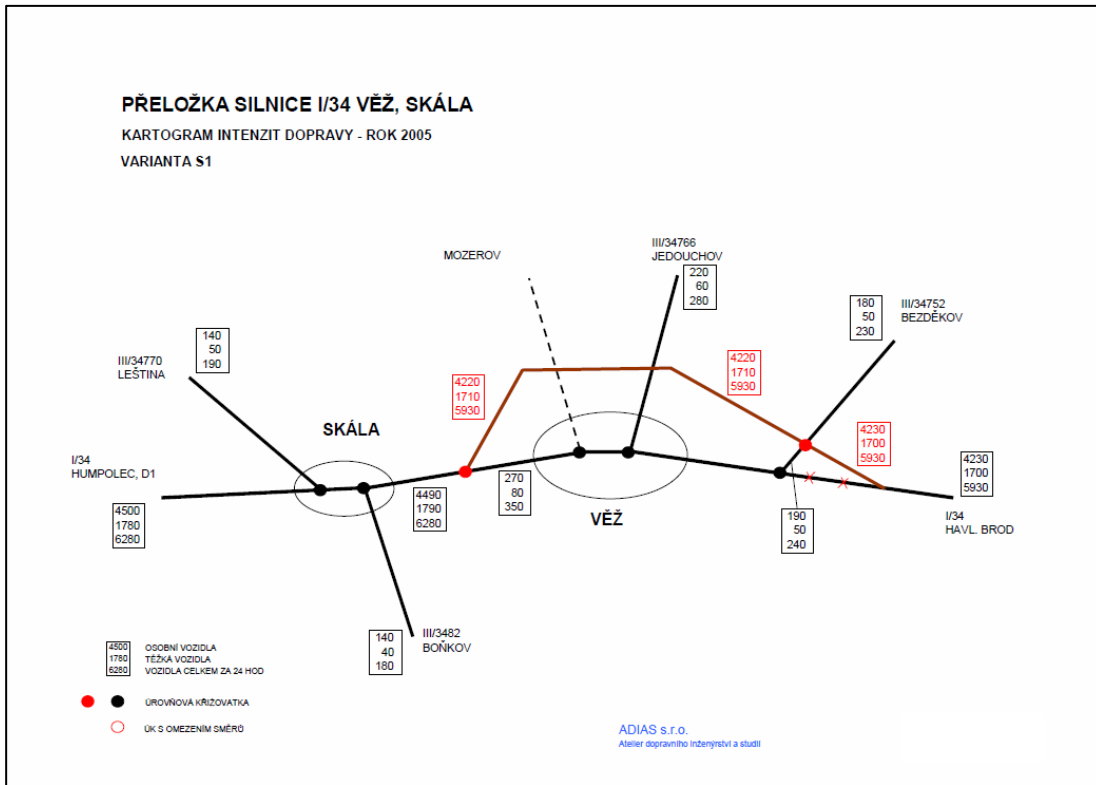 PŘELOŽKA SILNICE I/34 VĚŽ, SKÁLA
KARTOGRAM INTENZIT DOPRAVY - ROK 2005
VARIANTA S1
MOZEROV
III/34766
JEDOUCHOV
220
60
280
180
50
230
III/34752
BEZDĚKOV
140
50
190
III/34770
LEŠTINA
4220
1710
5930
4220
1710
5930
SKÁLA
4230
1700
5930
I/34
HUMPOLEC, D1
4230
1700
5930
4500
1780
6280
4490
1790
6280
270
80
350
VĚŽ
190
50
240
I/34
HAVL. BROD
140
40
180
III/3482
BOŇKOV
4500 OSOBNÍ VOZIDLA
1780 TĚŽKÁ VOZIDLA
6280 VOZIDLA CELKEM ZA 24 HOD
ÚROVŇOVÁ KŘIŽOVATKA
ÚK S OMEZENÍM SMĚRŮ
ADIAS s.r.o.
Atelier dopravního inženýrství a studií